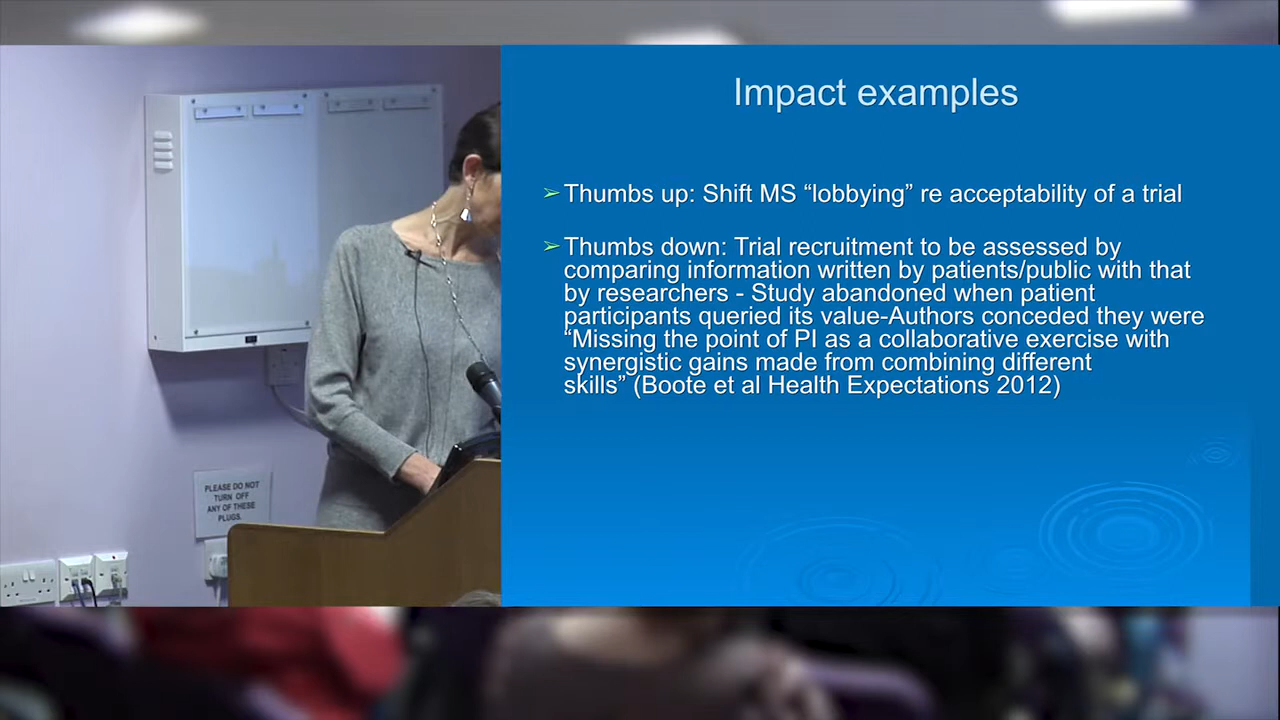 Impact examples
➢ Thumbs up: Shift MS “lobbying” re acceptability of a trial
➢ Thumbs down: Trial recruitment to be assessed by
comparing information written by patients/public with that
by researchers - Study abandoned when patient
participants queried its value-Authors conceded they were
“Missing the point of PI as a collaborative exercise with
synergistic gains made from combining different
skills” (Boote et al Health Expectations 2012)
PLEASE DO NOT
TURN OFF
ANY OF THESE
PLUGS.